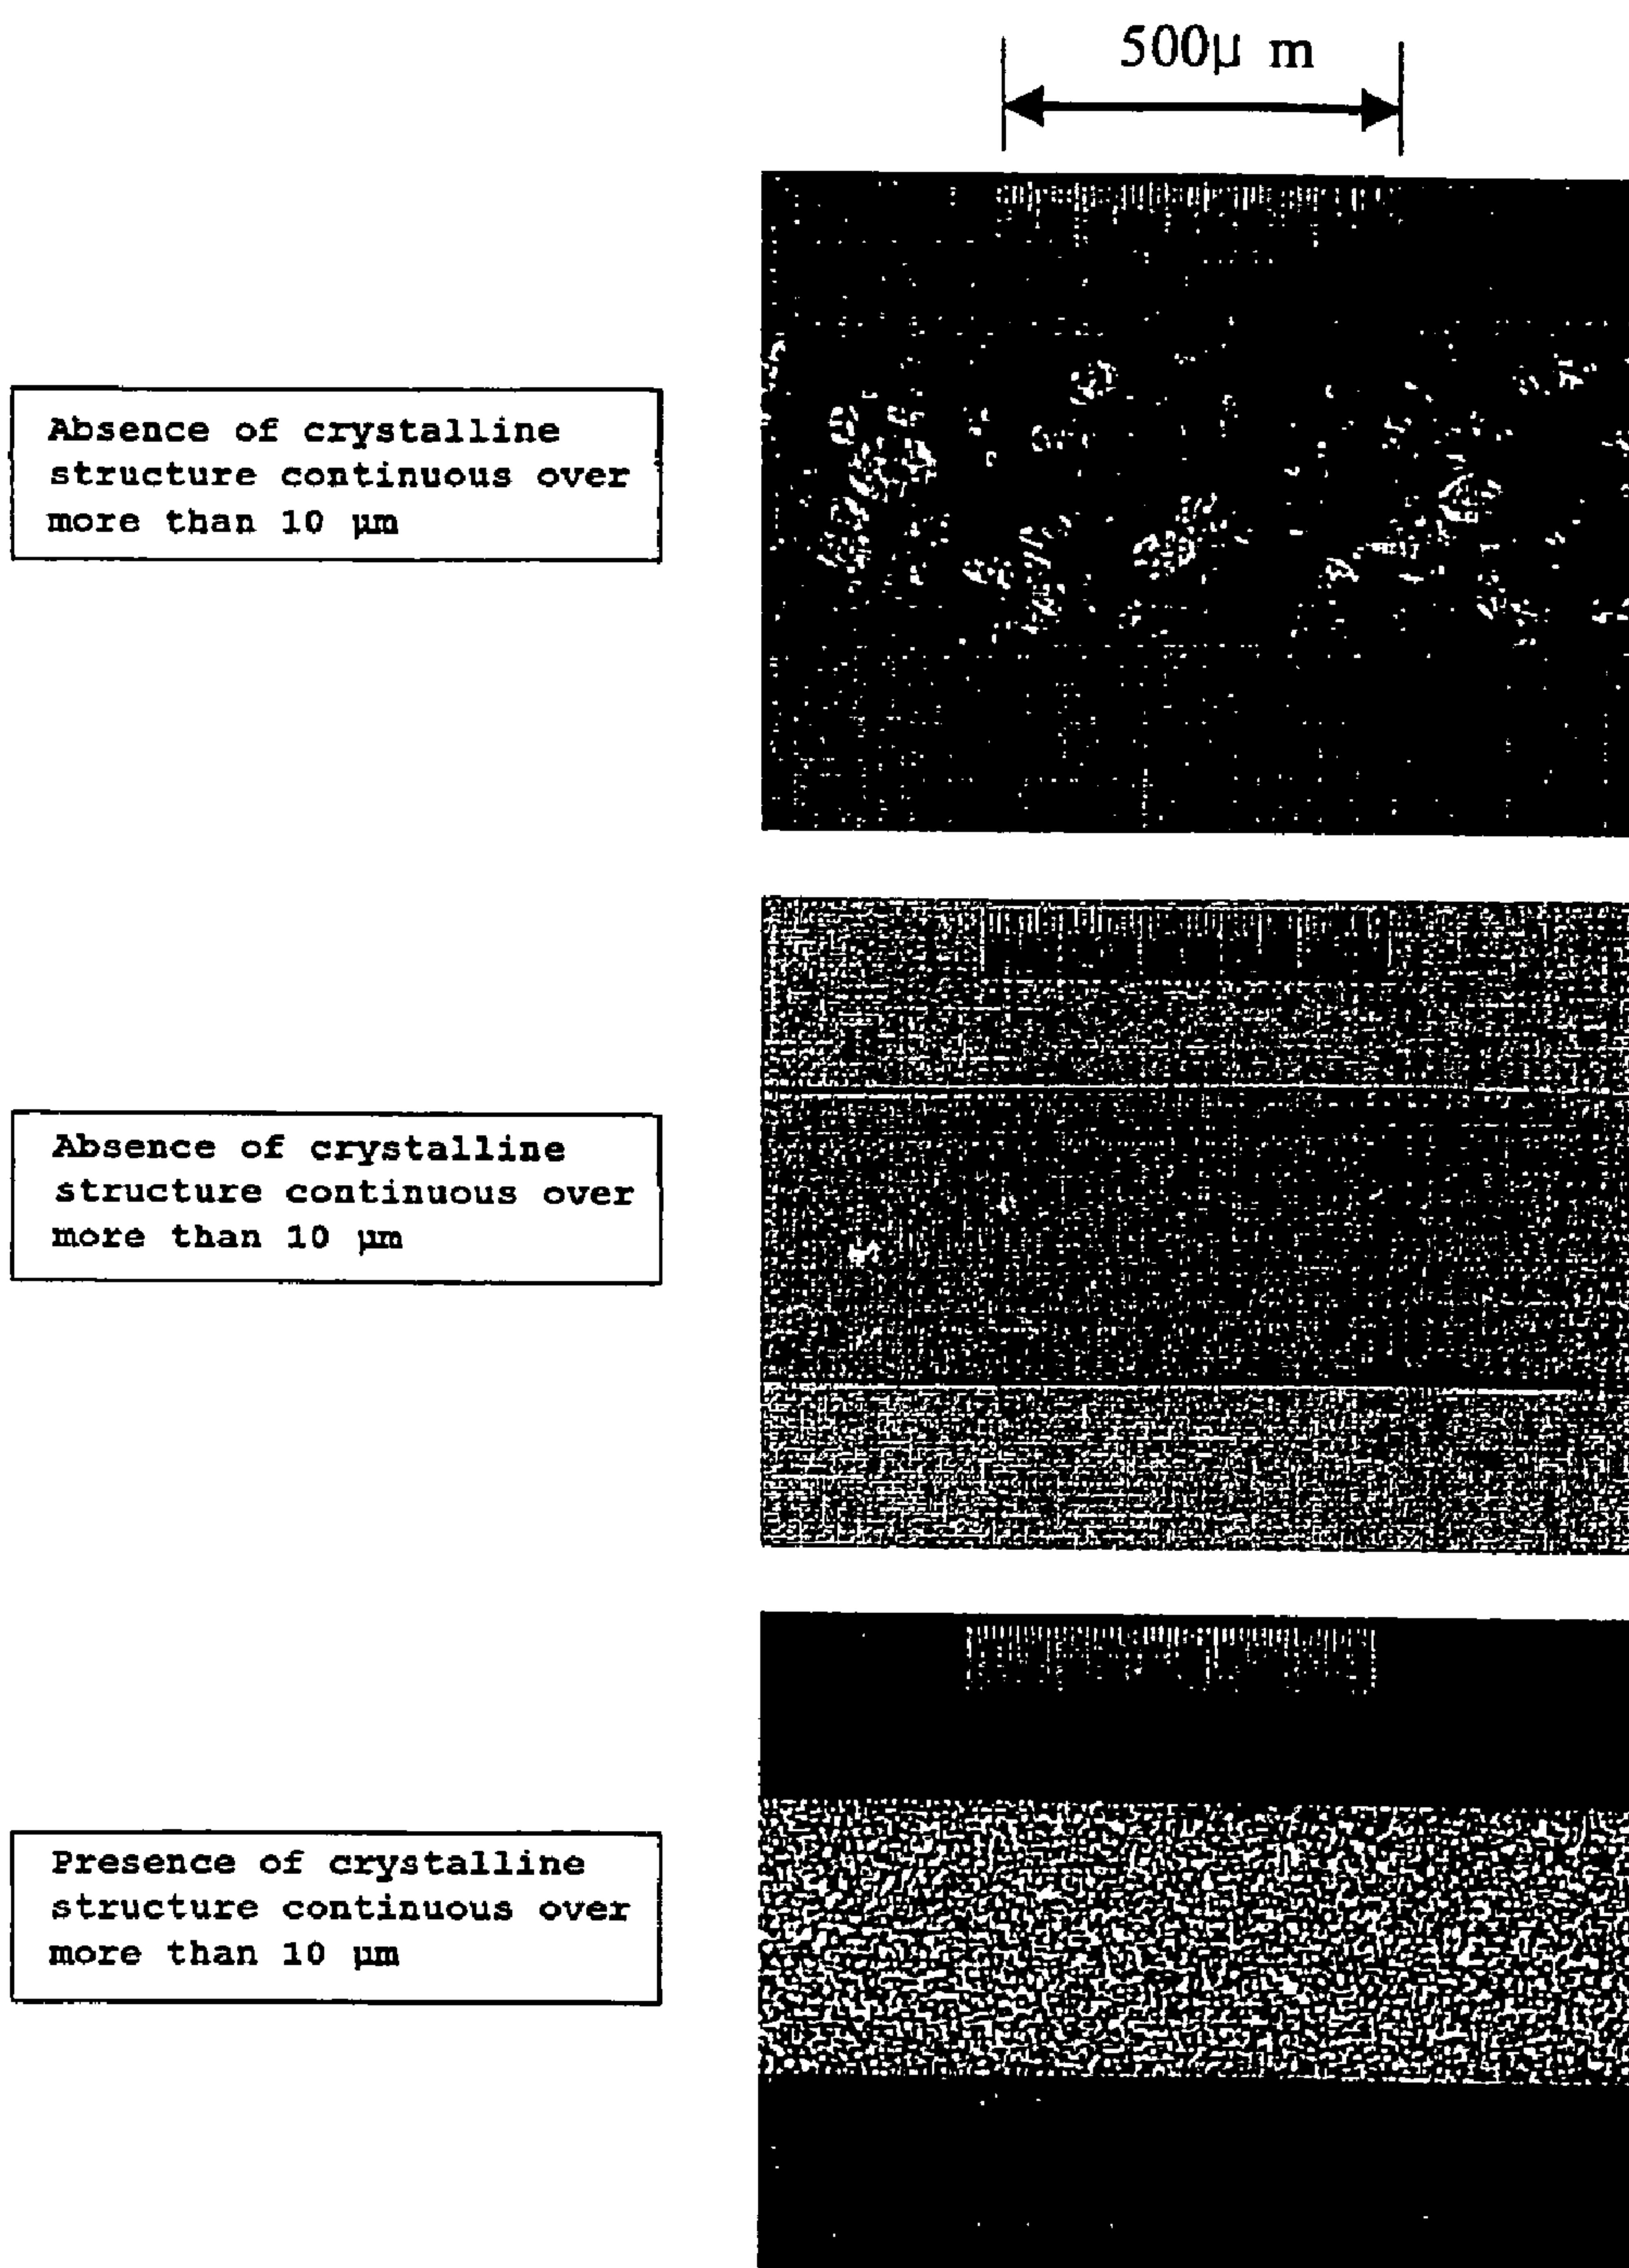 500μ m
Absence of crystalline
structure continuous over
more than 10 μm
Absence of crystalline
structure continuous over
more than 10 μm
Presence of crystalline
structure continuous over
more than 10 μm